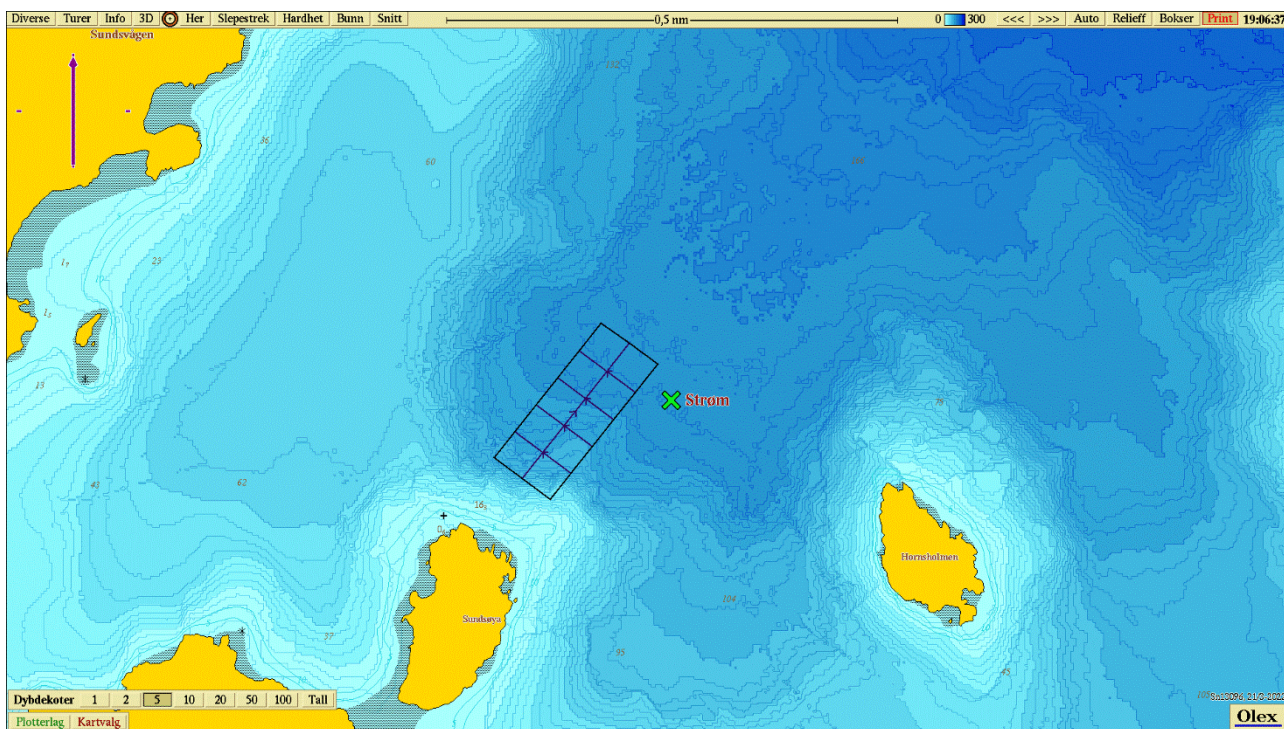 Diverse Turer Info 3D Her Slepestrek Hardhet Bunn Snitt 0,5 nm 0 300 <<< >>> Auto Relieff Bokser Print 19:06:37
Sundsvågen
36
60
23
13
Strøm
42
62
Hornsholmen
Sundsøya
104
37
95
45
Dybdekoter 1 2 5 10 20 50 100 Tall
Plotterlag Kartvalg
Olex